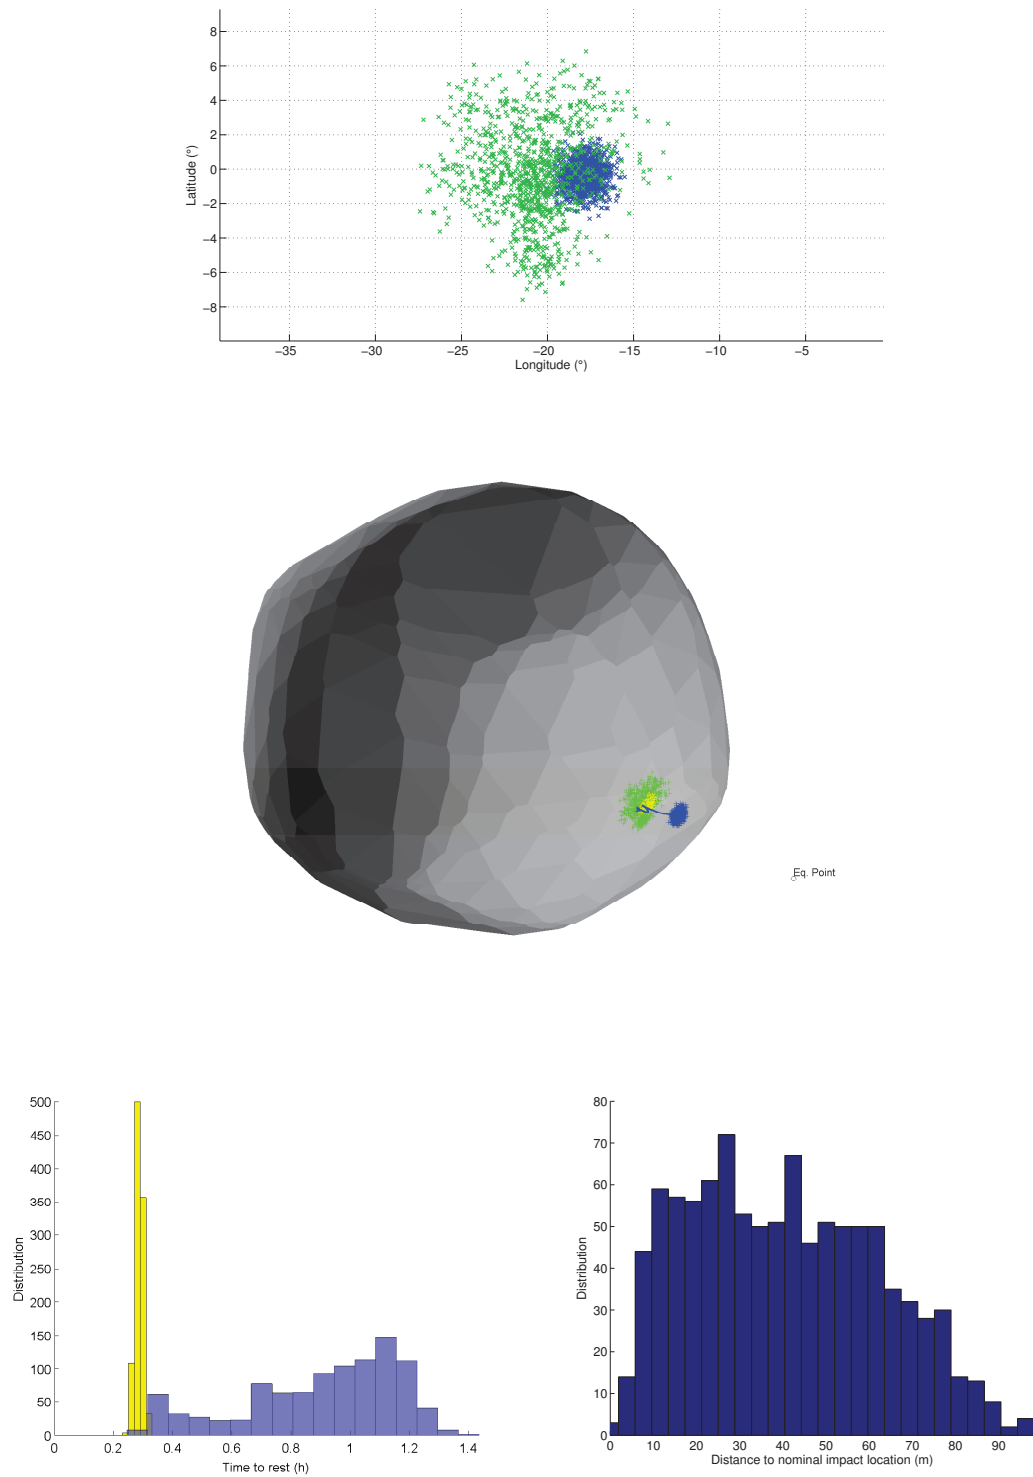 8
6
4
2
0
−2
−4
−6
−8
Latitude (°)
−35 −30 −25 −20 −15 −10 −5
Longitude (°)
Eq. Point
500
450
400
350
300
250
200
150
100
50
0
Distribution
0 0.2 0.4 0.6 0.8 1 1.2 1.4
Time to rest (h)
80
70
60
50
40
30
20
10
0
Distribution
0 10 20 30 40 50 60 70 80 90
Distance to nominal impact location (m)